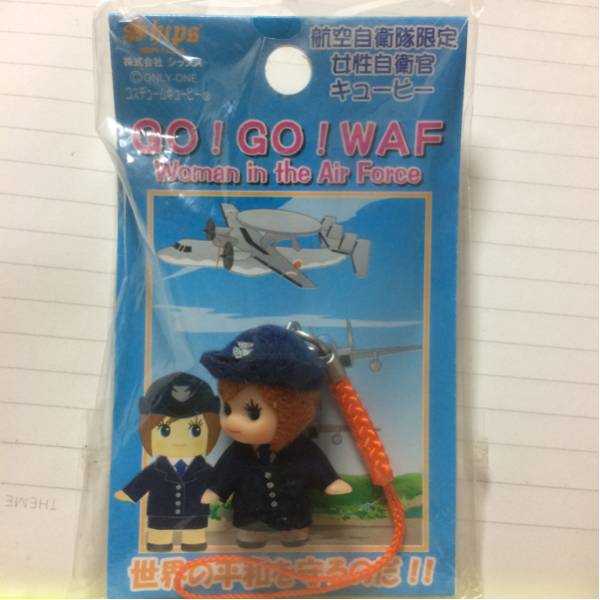 Ships
株式会社 シップス
©ONLY-ONE
コスチュームキューピー®
航空自衛隊限定
女性自衛官
キューピー
GO!GO!WAF
Woman in the Air Force
世界の平和を守るのだ!!
THEME